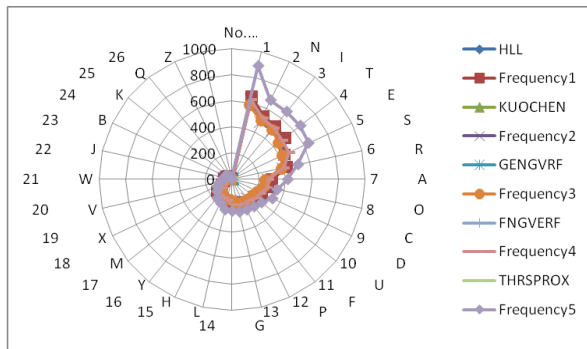 No....
1000
800
600
400
200
0
1
2
3
4
5
6
7
8
9
10
11
12
13
14
15
16
17
18
19
20
21
22
23
24
25
26
N
I
T
E
S
R
A
O
C
D
U
F
P
G
L
H
Y
M
X
V
W
J
B
K
Q
Z
HLL
Frequency1
KUOCHEN
Frequency2
GENGVRF
Frequency3
FNGVERF
Frequency4
THRSPROX
Frequency5